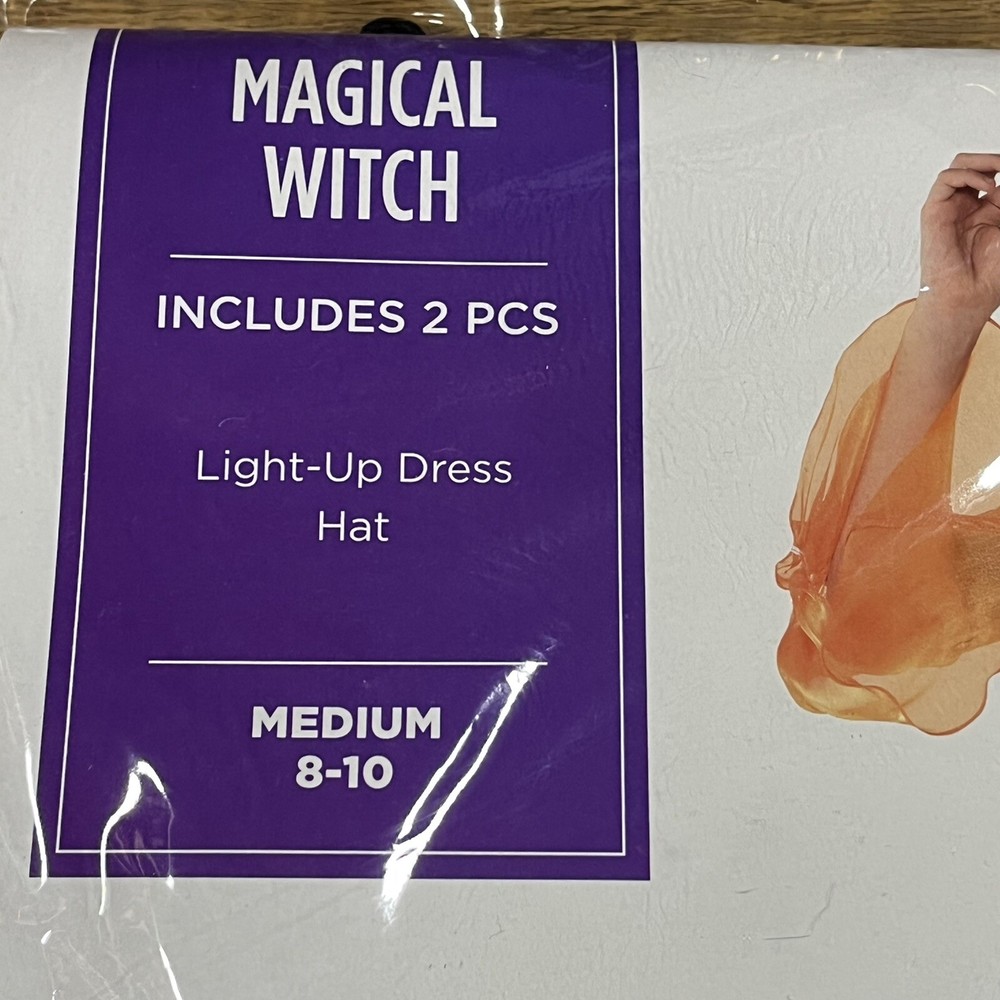 MAGICAL
WITCH
INCLUDES 2 PCS
Light-Up Dress
Hat
MEDIUM
8-10